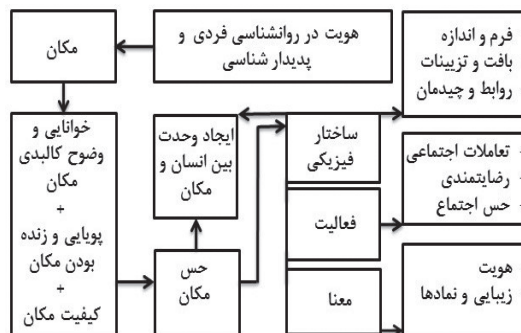 هویت در روانشناسی فردی و
پدیدار شناسی
مکان
فرم و اندازه
بافت و تزیینات
روابط و چیدمان
خوانایی و
وضوح کالبدی
مکان
+
پویایی و زنده
بودن مکان
+
کیفیت مکان
ایجاد وحدت
بین انسان و
مکان
حس
مکان
ساختار
فیزیکی
فعالیت
معنا
تعاملات اجتماعی
رضایتمندی
حس اجتماع
هویت
زیبایی و نمادها